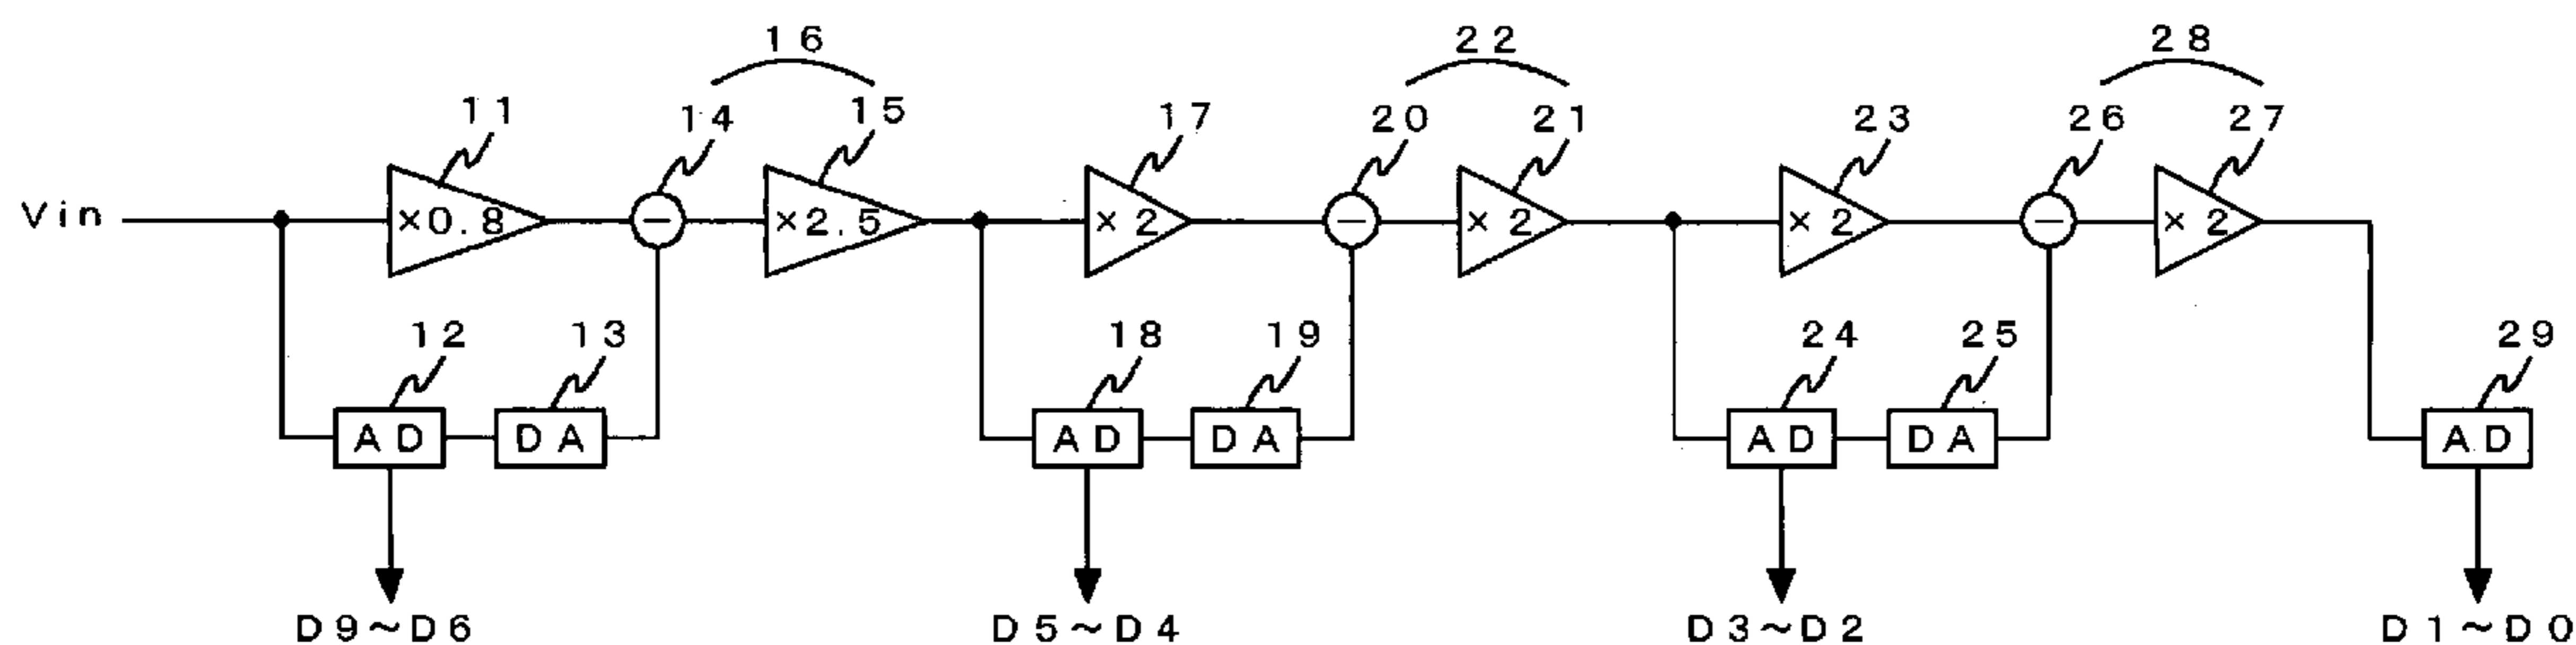 16 22 28
11 14 15 17 20 21 23 26 27
Vin ×0.8 − ×2.5 ×2 − ×2 ×2 − ×2
12 13 18 19 24 25 29
AD DA AD DA AD DA AD
D9~D6 D5~D4 D3~D2 D1~D0